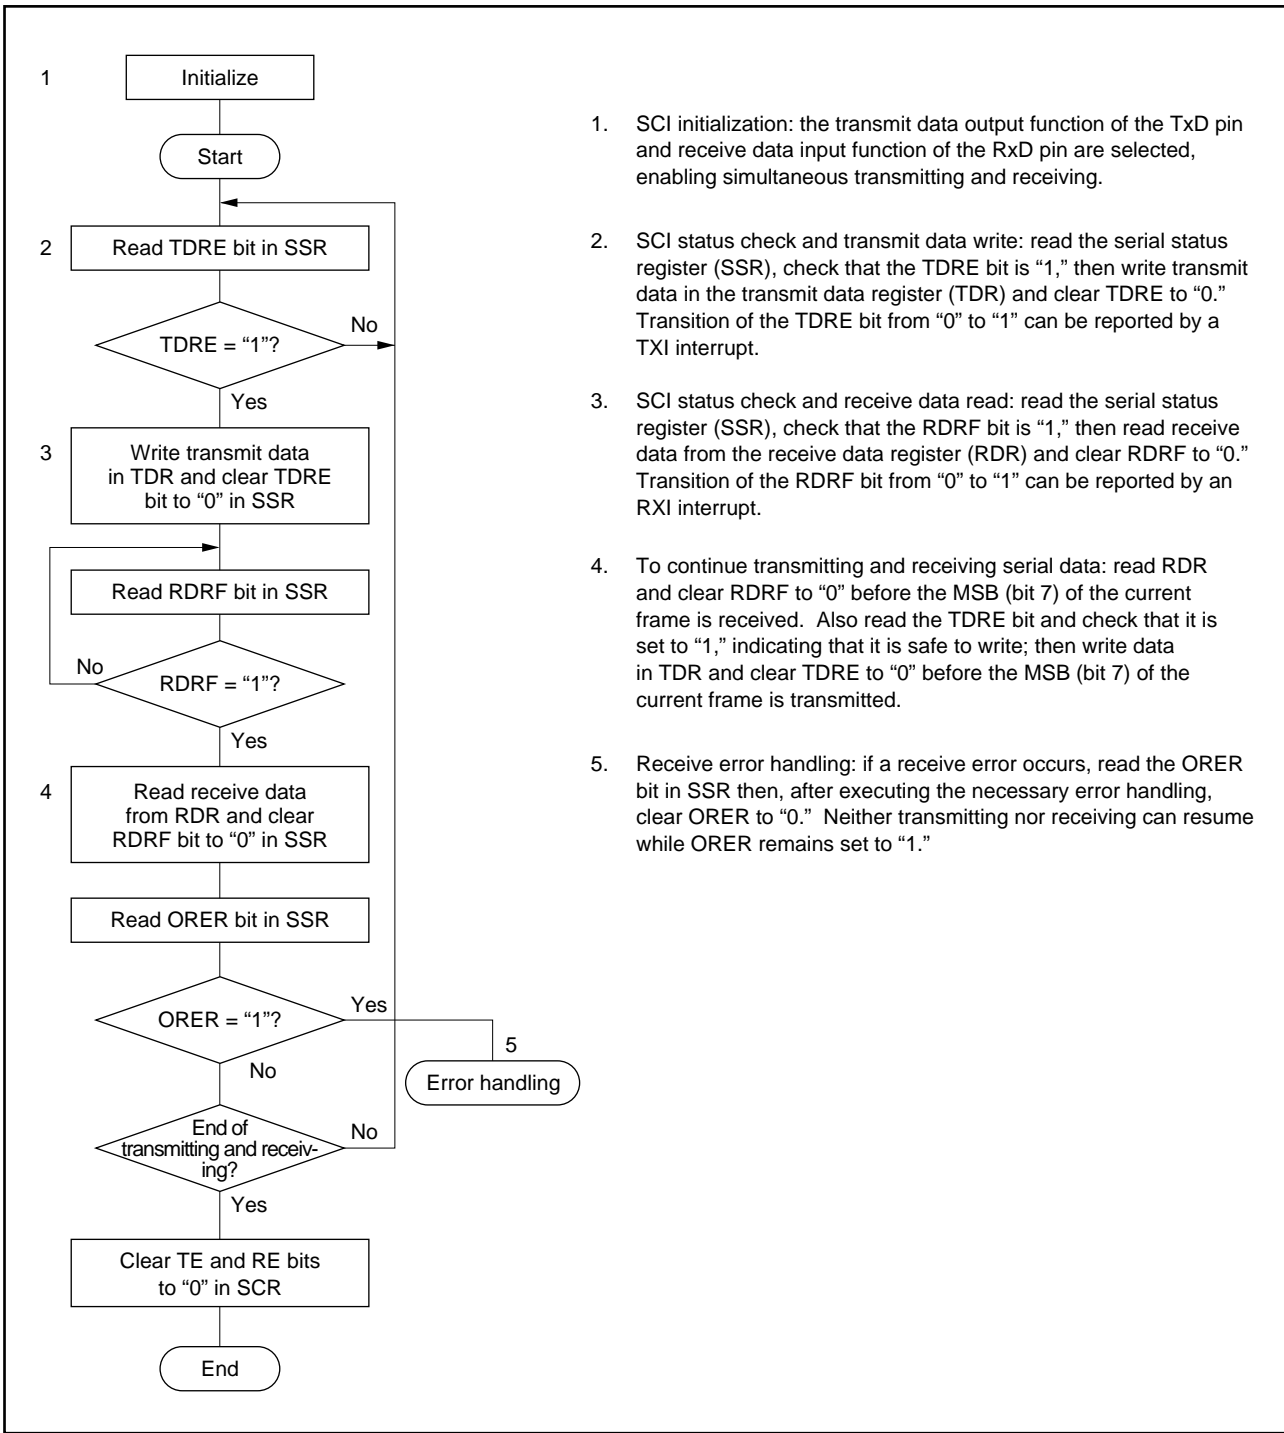 1
Initialize
Start
2
Read TDRE bit in SSR
TDRE = “1”?
No
Yes
3
Write transmit data
in TDR and clear TDRE
bit to “0” in SSR
Read RDRF bit in SSR
No
RDRF = “1”?
Yes
4
Read receive data
from RDR and clear
RDRF bit to “0” in SSR
Read ORER bit in SSR
ORER = “1”?
Yes
5
Error handling
No
End of
transmitting and receiv-
ing?
No
Yes
Clear TE and RE bits
to “0” in SCR
End
1. SCI initialization: the transmit data output function of the TxD pin
and receive data input function of the RxD pin are selected,
enabling simultaneous transmitting and receiving.
2. SCI status check and transmit data write: read the serial status
register (SSR), check that the TDRE bit is “1,” then write transmit
data in the transmit data register (TDR) and clear TDRE to “0.”
Transition of the TDRE bit from “0” to “1” can be reported by a
TXI interrupt.
3. SCI status check and receive data read: read the serial status
register (SSR), check that the RDRF bit is “1,” then read receive
data from the receive data register (RDR) and clear RDRF to “0.”
Transition of the RDRF bit from “0” to “1” can be reported by an
RXI interrupt.
4. To continue transmitting and receiving serial data: read RDR
and clear RDRF to “0” before the MSB (bit 7) of the current
frame is received. Also read the TDRE bit and check that it is
set to “1,” indicating that it is safe to write; then write data
in TDR and clear TDRE to “0” before the MSB (bit 7) of the
current frame is transmitted.
5. Receive error handling: if a receive error occurs, read the ORER
bit in SSR then, after executing the necessary error handling,
clear ORER to “0.” Neither transmitting nor receiving can resume
while ORER remains set to “1.”